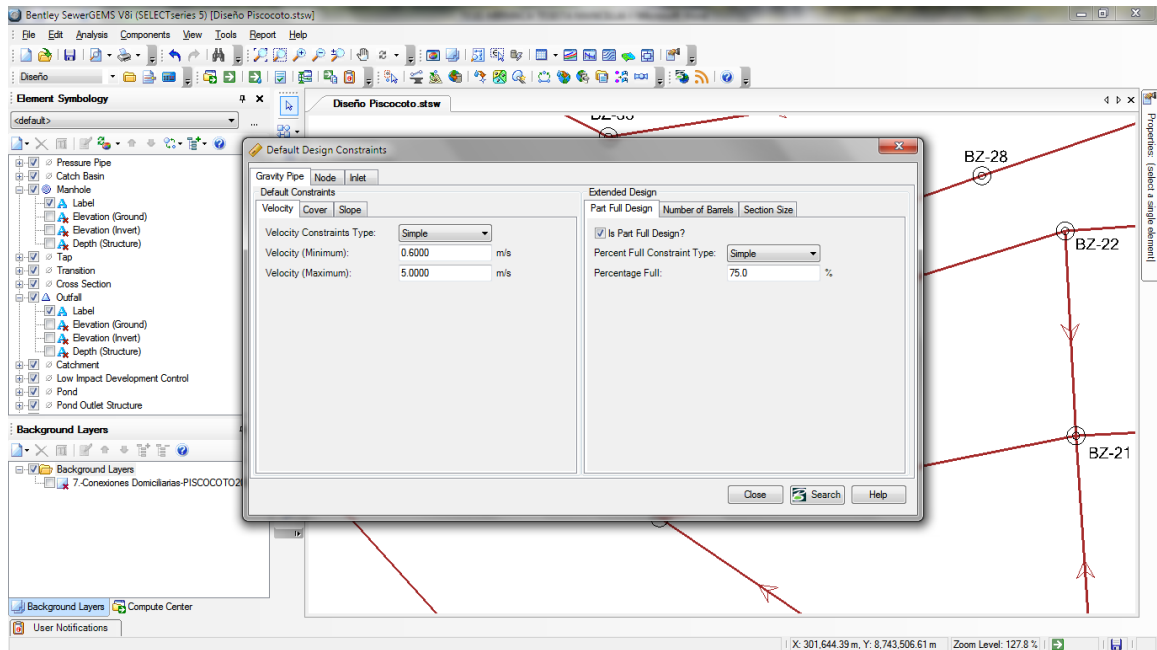 Bentley SewerGEMS V8i (SELECTseries 5) [Diseño Piscocoto.stsw]
File Edit Analysis Components View Tools Report Help
Diseño
Element Symbology
<default>
...
Pressure Pipe
Catch Basin
Manhole
Label
Elevation (Ground)
Elevation (Invert)
Depth (Structure)
Tap
Transition
Cross Section
Outfall
Label
Elevation (Ground)
Elevation (Invert)
Depth (Structure)
Catchment
Low Impact Development Control
Pond
Pond Outlet Structure
Background Layers
Background Layers
7.-Conexiones Domiciliarias-PISCOCOTO20
Background Layers Compute Center
User Notifications
Diseño Piscocoto.stsw
BZ-28
BZ-22
BZ-21
Default Design Constraints
Gravity Pipe Node Inlet
Default Constraints
Velocity Cover Slope
Velocity Constraints Type: Simple
Velocity (Minimum): 0.6000 m/s
Velocity (Maximum): 5.0000 m/s
Extended Design
Part Full Design Number of Barrels Section Size
Is Part Full Design?
Percent Full Constraint Type: Simple
Percentage Full: 75.0 %
Close Search Help
Properties: (select a single element)
X: 301,644.39 m, Y: 8,743,506.61 m Zoom Level: 127.8 %